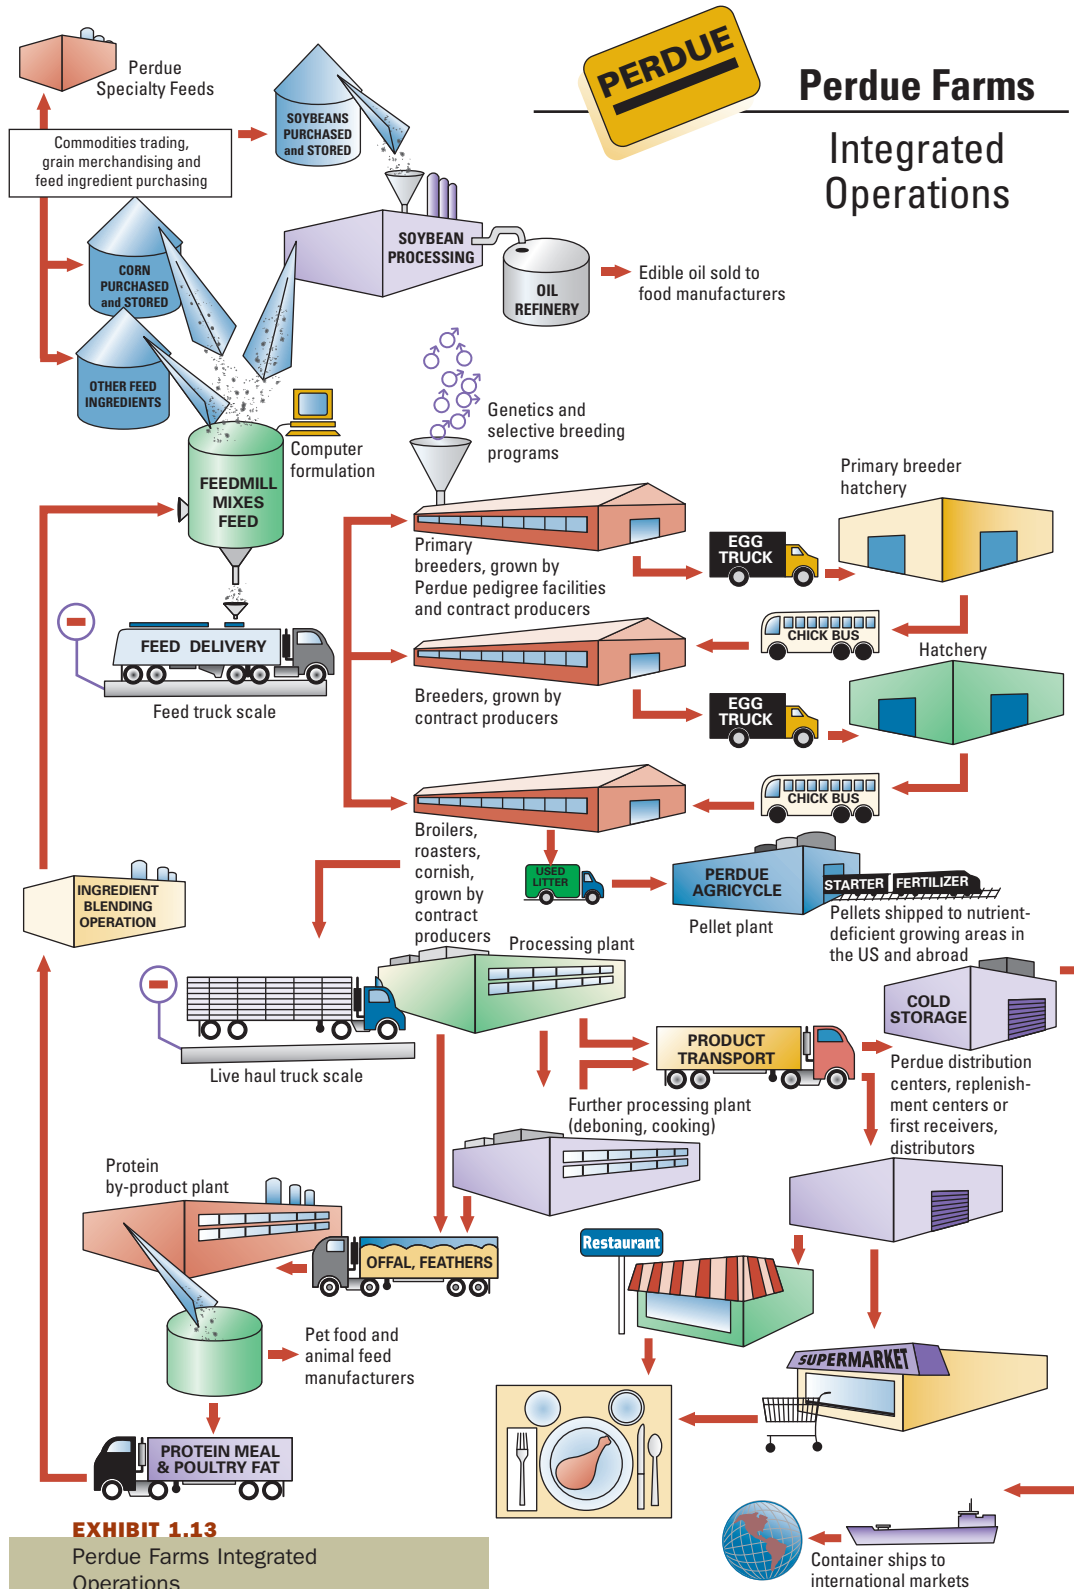 PERDUE
Perdue Farms
Integrated
Operations
Perdue
Specialty Feeds
Commodities trading,
grain merchandising and
feed ingredient purchasing
SOYBEANS
PURCHASED
and STORED
SOYBEAN
PROCESSING
OIL
REFINERY
Edible oil sold to
food manufacturers
CORN
PURCHASED
and STORED
OTHER FEED
INGREDIENTS
Computer
formulation
FEEDMILL
MIXES
FEED
FEED DELIVERY
Feed truck scale
Genetics and
selective breeding
programs
Primary
breeders, grown by
Perdue pedigree facilities
and contract producers
EGG
TRUCK
Primary breeder
hatchery
CHICK BUS
Breeders, grown by
contract producers
EGG
TRUCK
Hatchery
CHICK BUS
Broilers,
roasters,
cornish,
grown by
contract
producers
USED
LITTER
PERDUE
AGRICYCLE
Pellet plant
STARTER
FERTILIZER
Pellets shipped to nutrient-
deficient growing areas in
the US and abroad
INGREDIENT
BLENDING
OPERATION
Processing plant
Live haul truck scale
PRODUCT
TRANSPORT
COLD
STORAGE
Perdue distribution
centers, replenish-
ment centers or
first receivers,
distributors
Further processing plant
(deboning, cooking)
Protein
by-product plant
OFFAL, FEATHERS
Pet food and
animal feed
manufacturers
PROTEIN MEAL
& POULTRY FAT
Restaurant
SUPERMARKET
Container ships to
international markets
EXHIBIT 1.13
Perdue Farms Integrated
Operations